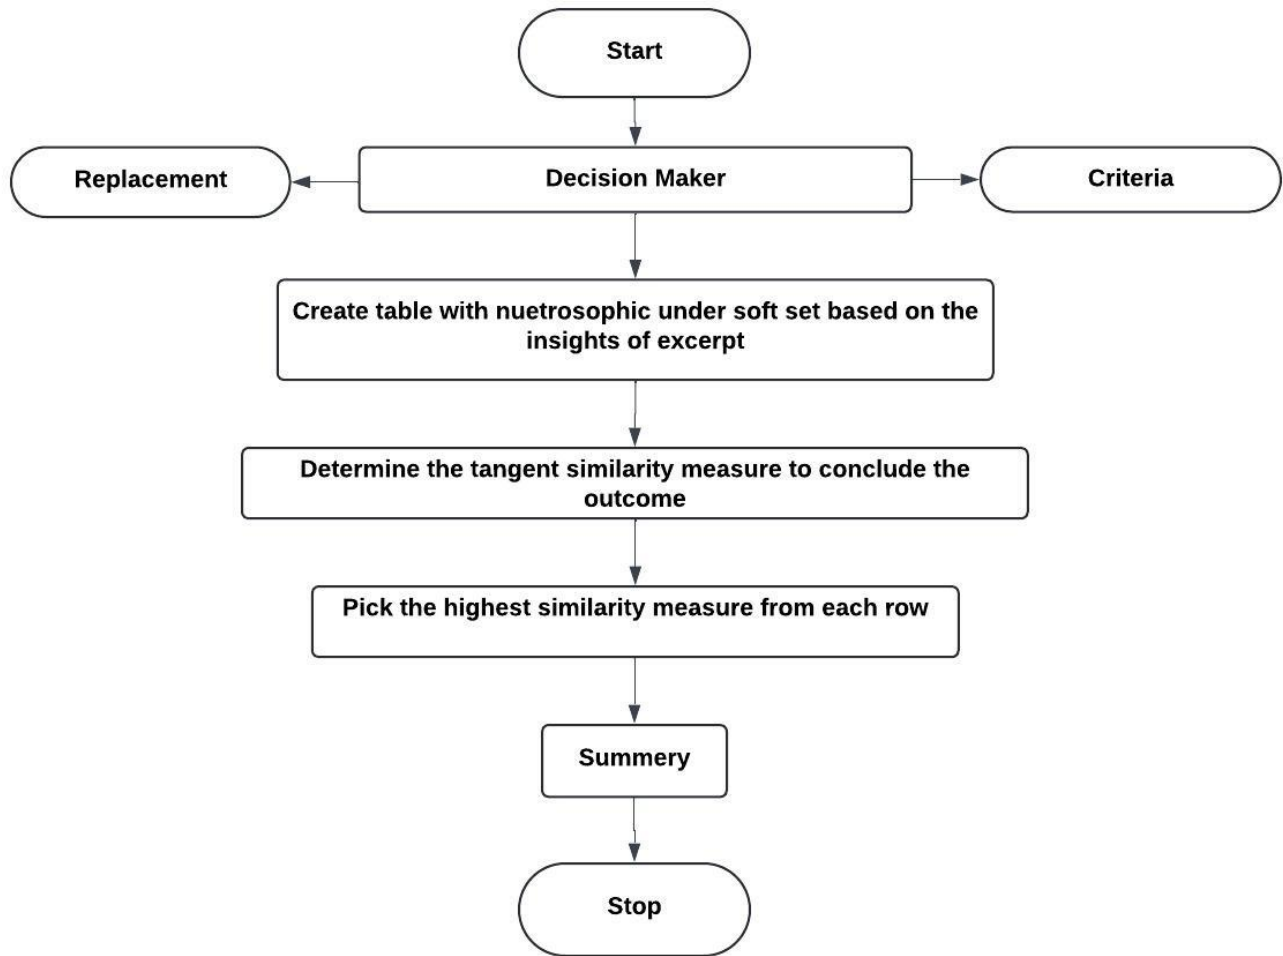 Start
Replacement
Decision Maker
Criteria
Create table with nuetrosophic under soft set based on the
insights of excerpt
Determine the tangent similarity measure to conclude the
outcome
Pick the highest similarity measure from each row
Summery
Stop